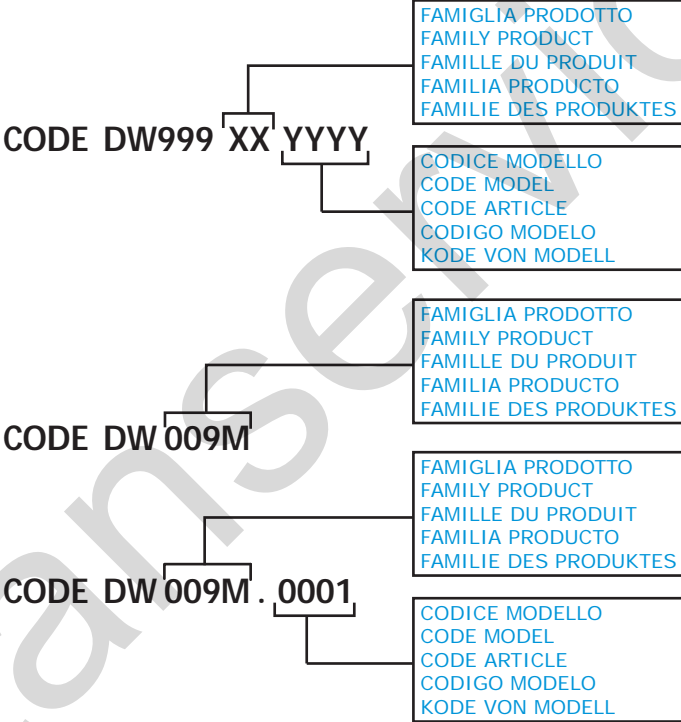 FAMIGLIA PRODOTTO
FAMILY PRODUCT
FAMILLE DU PRODUIT
FAMILIA PRODUCTO
FAMILIE DES PRODUKTES
CODE DW999 XX YYYY
CODICE MODELLO
CODE MODEL
CODE ARTICLE
CODIGO MODELO
KODE VON MODELL
FAMIGLIA PRODOTTO
FAMILY PRODUCT
FAMILLE DU PRODUIT
FAMILIA PRODUCTO
FAMILIE DES PRODUKTES
CODE DW 009M
FAMIGLIA PRODOTTO
FAMILY PRODUCT
FAMILLE DU PRODUIT
FAMILIA PRODUCTO
FAMILIE DES PRODUKTES
CODE DW 009M . 0001
CODICE MODELLO
CODE MODEL
CODE ARTICLE
CODIGO MODELO
KODE VON MODELL
anservic